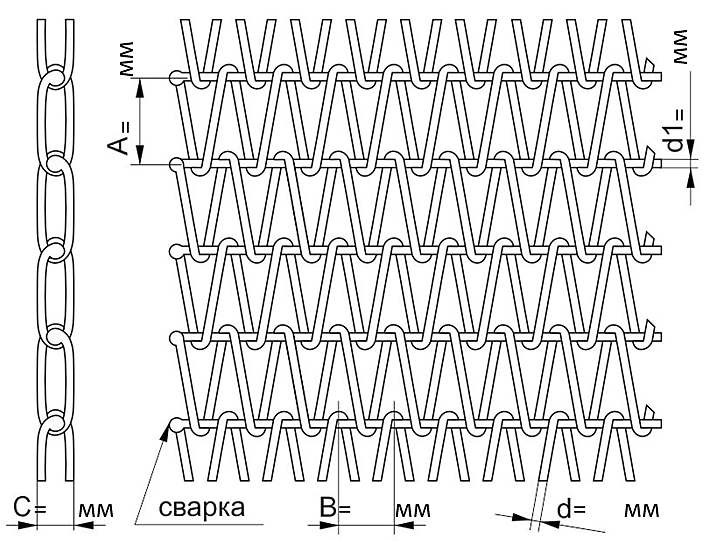 A= мм
d1= мм
C= мм
сварка
B= мм
d= мм